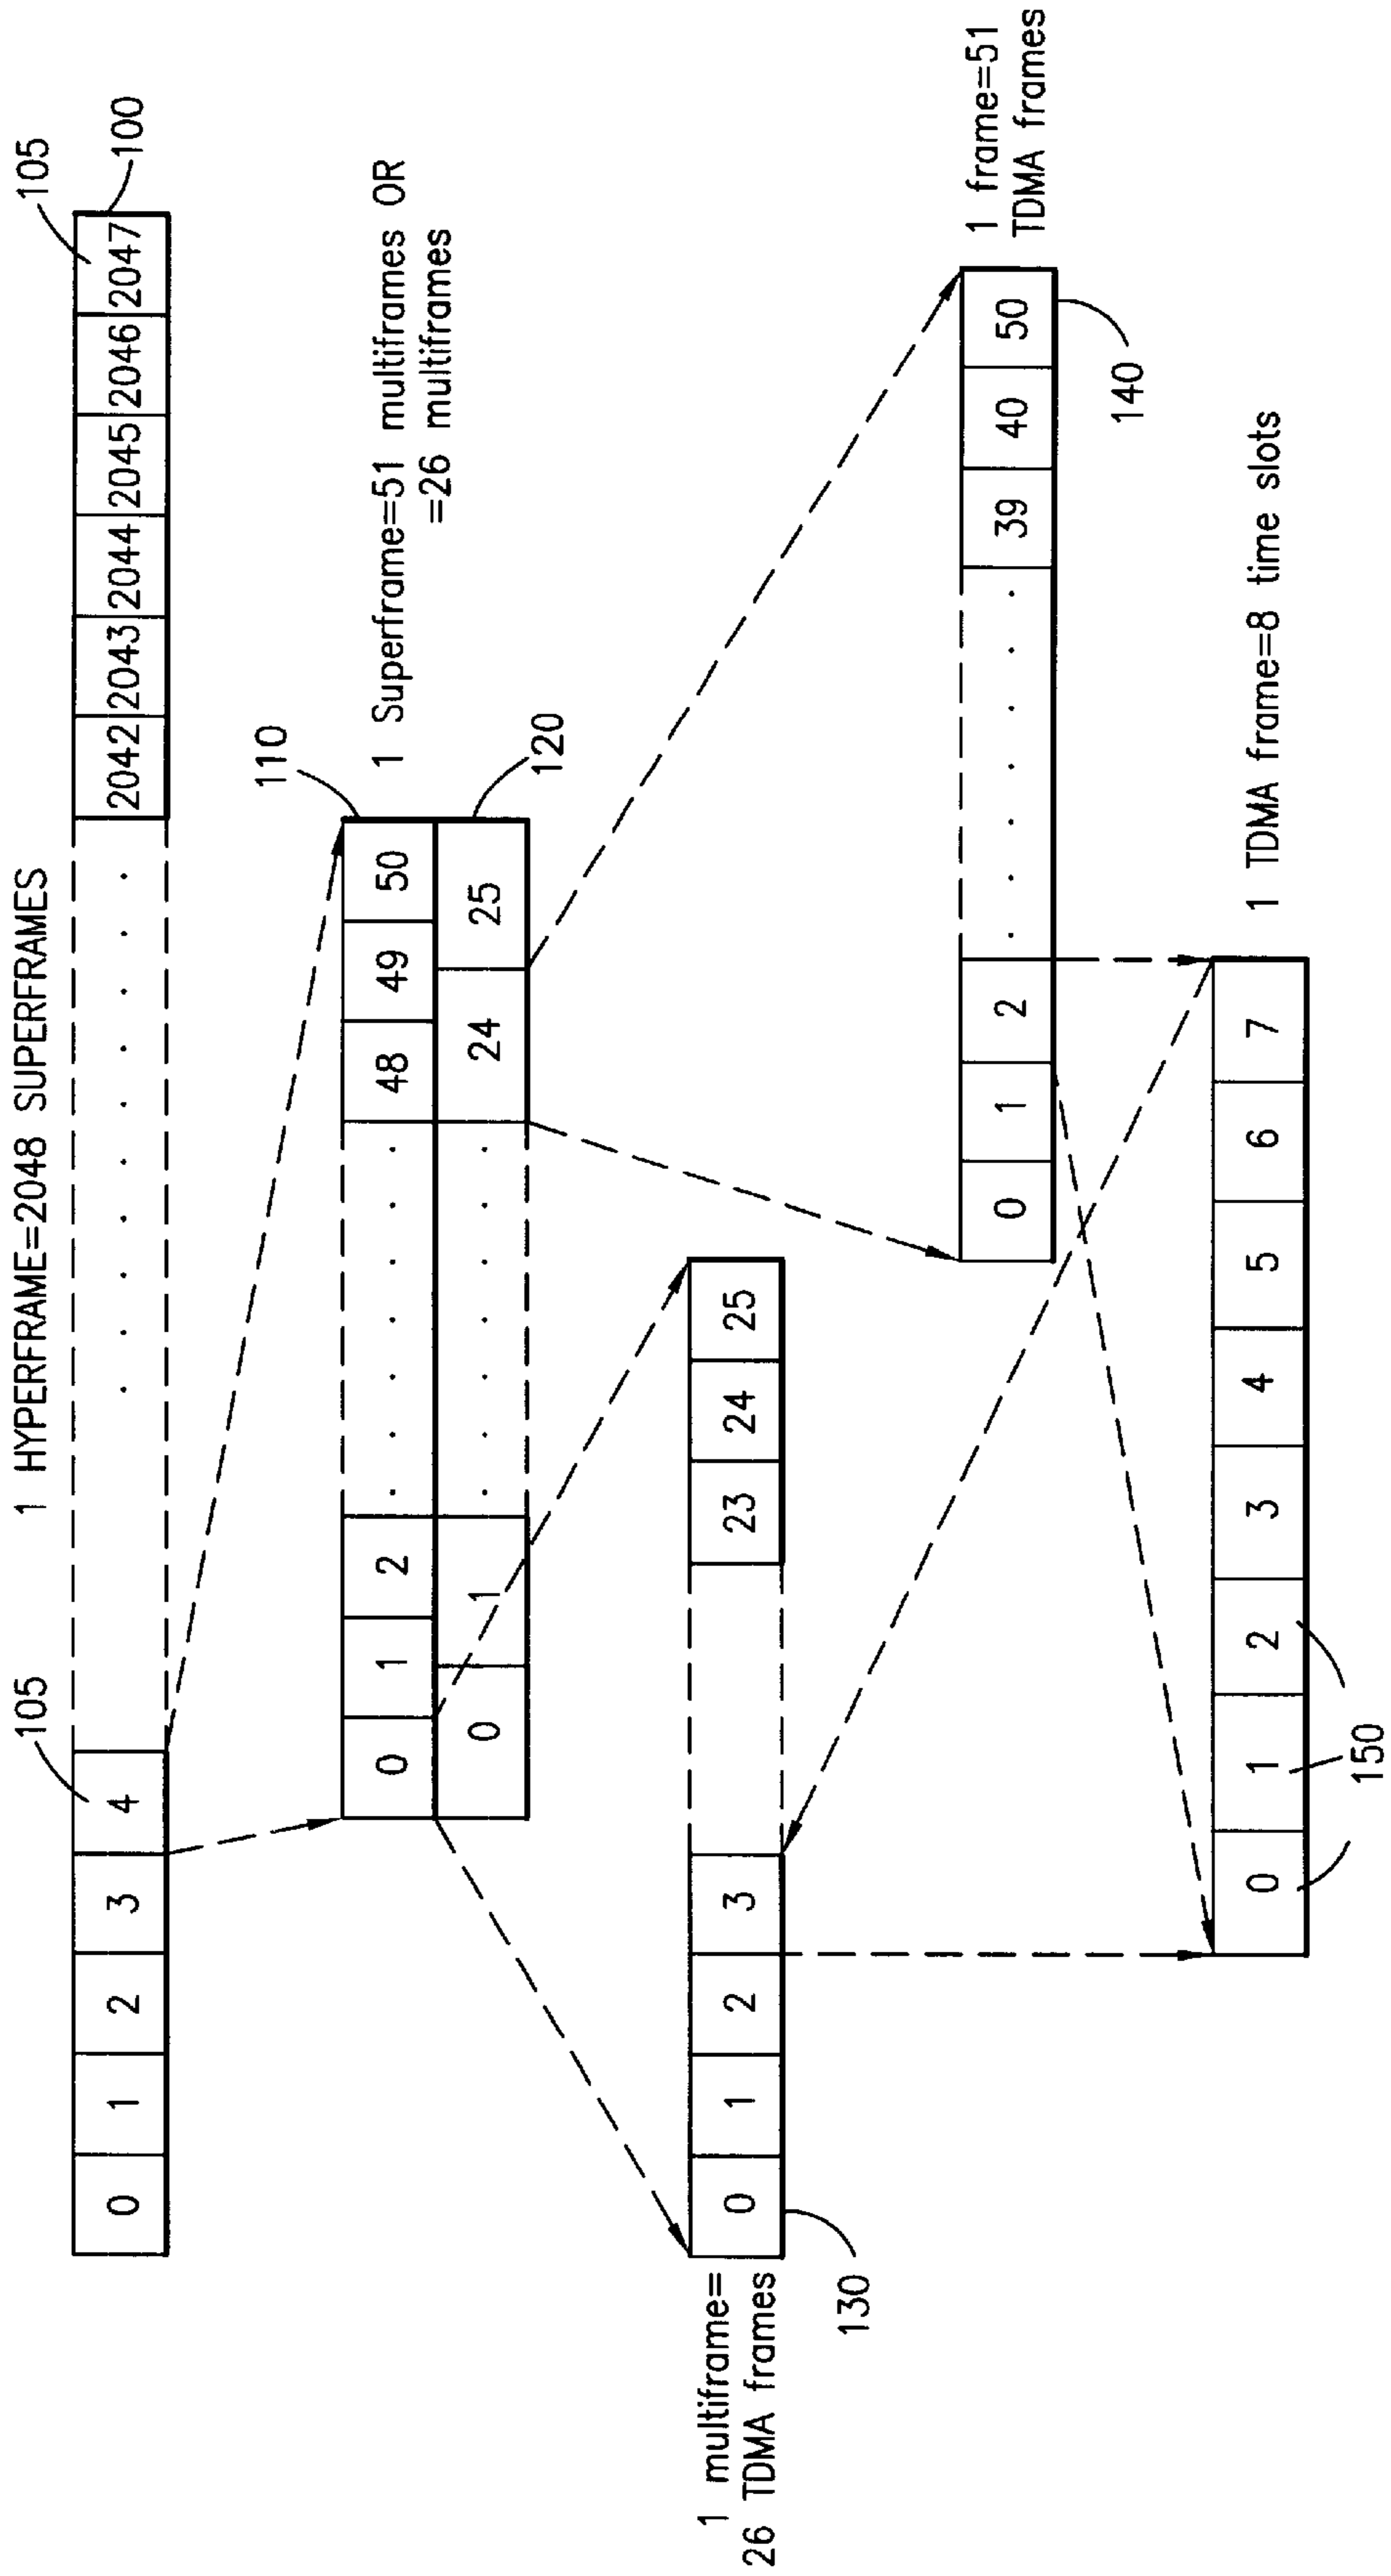 1 HYPERFRAME=2048 SUPERFRAMES
105
105
100
0 1 2 3 4 . . . . . . . . . . 2042 2043 2044 2045 2046 2047
110
1 Superframe=51 multiframes OR
=26 multiframes
0 1 2 . . . . . . . 48 49 50
0 1 . . . . . . . 24 25
120
1 multiframe=
26 TDMA frames
0 1 2 3 23 24 25
130
1 frame=51
TDMA frames
0 1 2 . . . . . . . 39 40 50
140
1 TDMA frame=8 time slots
0 1 2 3 4 5 6 7
150